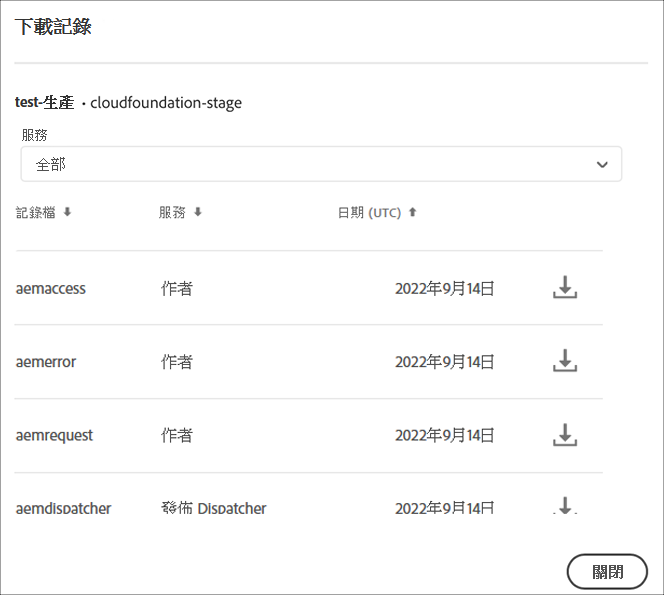 下載記錄
test-生產 • cloudfoundation-stage
服務
全部
記錄檔 服務 日期 (UTC)
aemaccess 作者 2022年9月14日
aemerror 作者 2022年9月14日
aemrequest 作者 2022年9月14日
aemdispatcher 發佈 Dispatcher 2022年9月14日
關閉